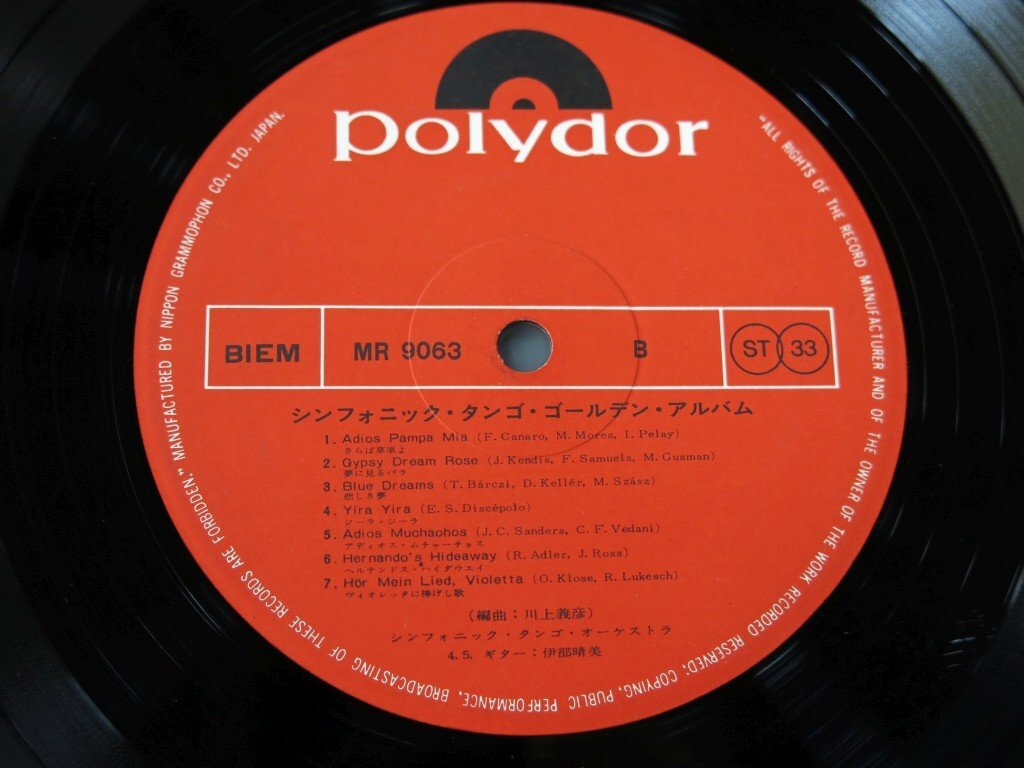 polydor
BIEM MR 9063 B ST 33
シンフォニック・タンゴ・ゴールデン・アルバム
1. Adios Pampa Mia (F. Canaro, M. Mores, I. Pelay)
さらば草原よ
2. Gypsy Dream Rose (J. Kendis, F. Samuels, M. Gusman)
夢に見るバラ
3. Blue Dreams (T. Bárczi, D. Kellér, M. Szász)
悲しき夢
4. Yira Yira (E. S. Discépolo)
ジーラ・ジーラ
5. Adios Muchachos (J. C. Sanders, C. F. Vedani)
アディオス・ムチャーチョス
6. Hernando's Hideaway (R. Adler, J. Ross)
ヘルナンドス・ハイダウエイ
7. Hör Mein Lied, Violetta (O. Klose, R. Lukesch)
ヴィオレッタに捧げし歌
(編曲：川上義彦)
シンフォニック・タンゴ・オーケストラ
4.5. ギター：伊部晴美
"ALL RIGHTS OF THE RECORD MANUFACTURER AND OF THE OWNER OF THE WORK RECORDED RESERVED; COPYING, PUBLIC PERFORMANCE, BROADCASTING OF THESE RECORDS ARE FORBIDDEN." MANUFACTURED BY NIPPON GRAMMOPHON CO., LTD. JAPAN.